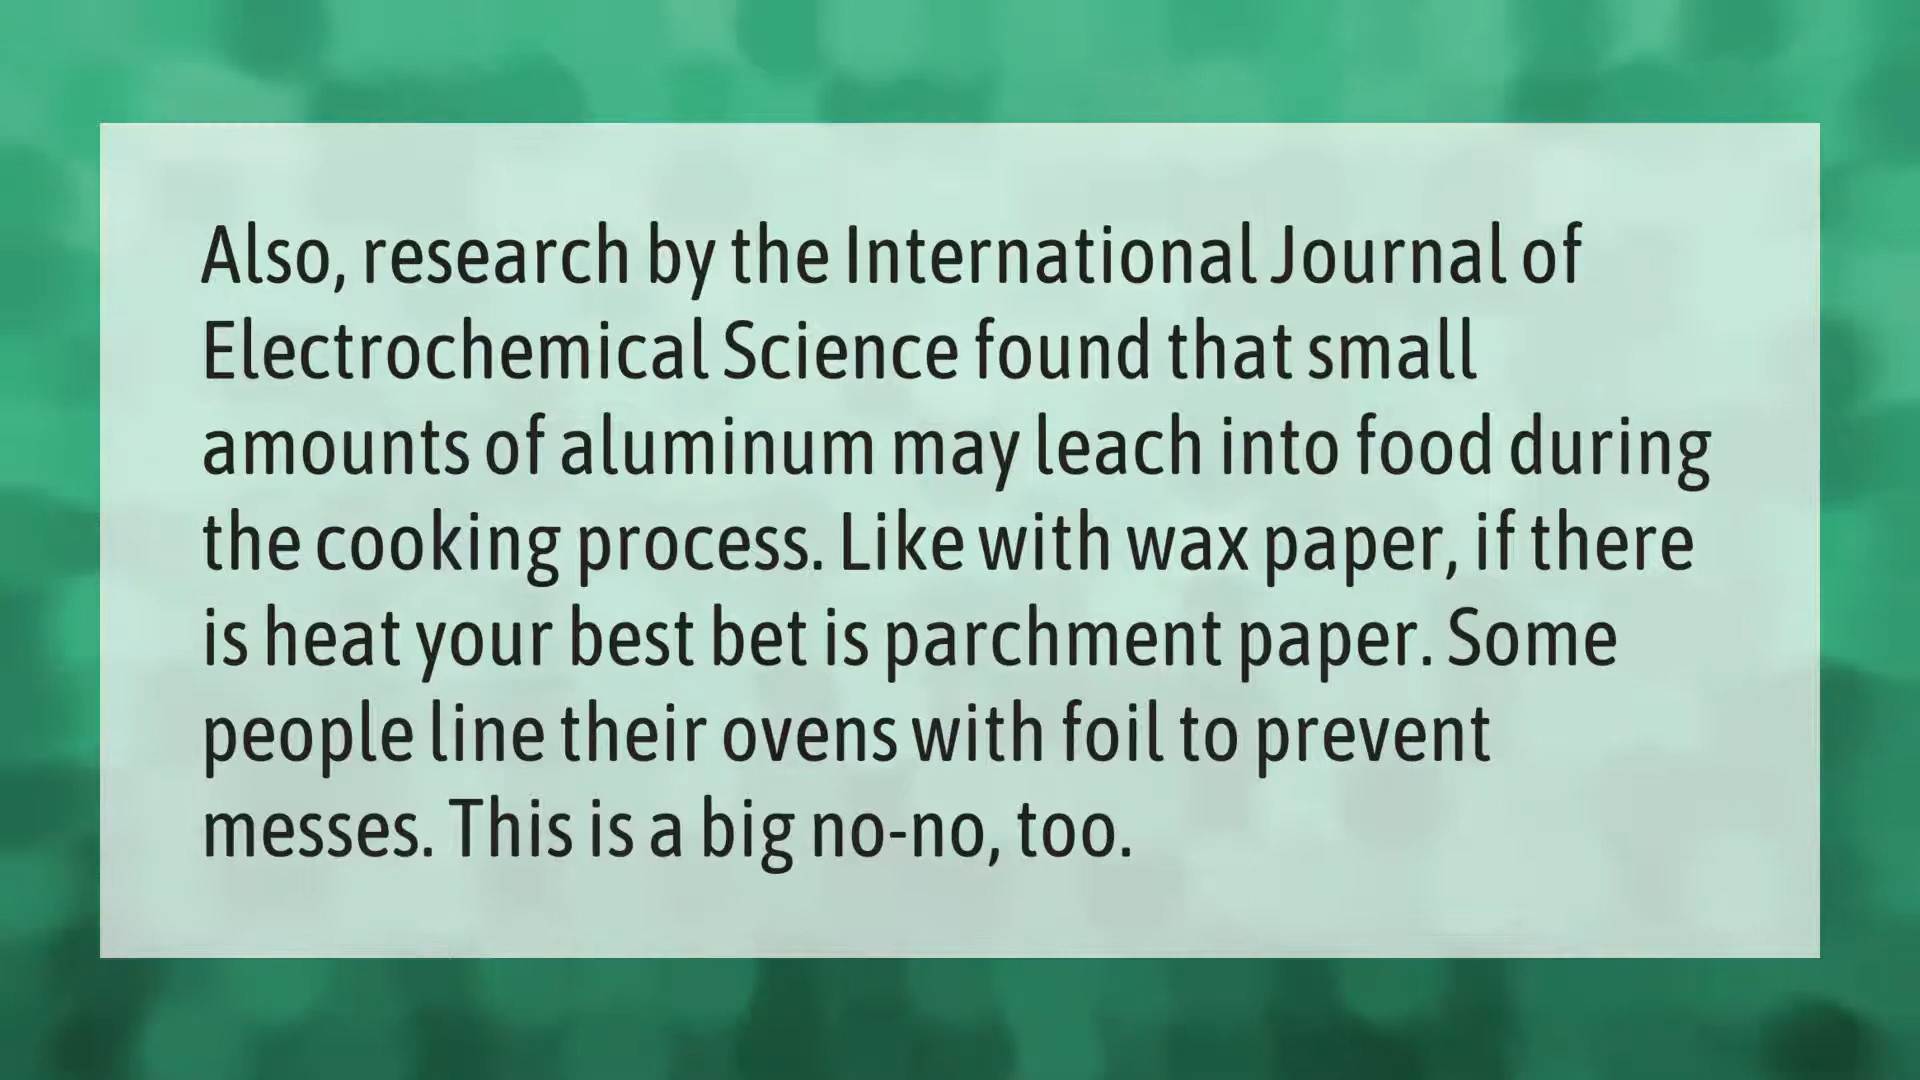 Also, research by the International Journal of
Electrochemical Science found that small
amounts of aluminum may leach into food during
the cooking process. Like with wax paper, if there
is heat your best bet is parchment paper. Some
people line their ovens with foil to prevent
messes. This is a big no-no, too.